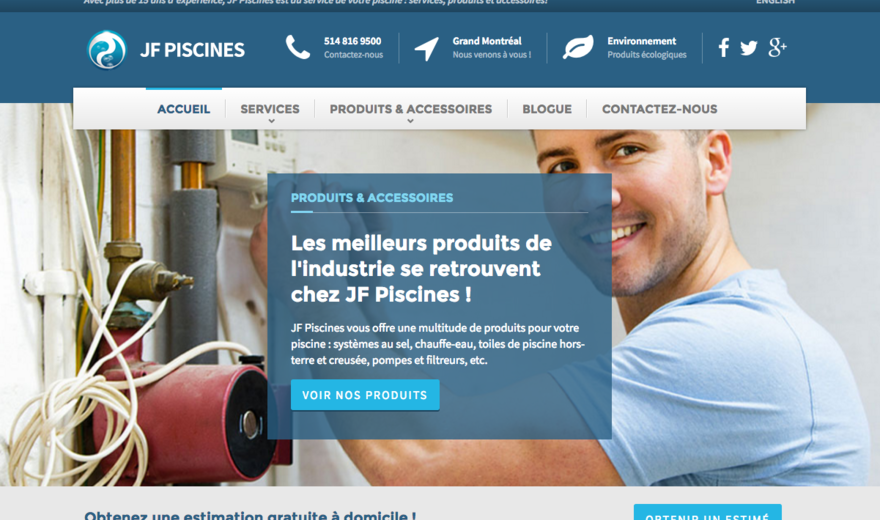 Avec plus de 15 ans d'expérience, JF Piscines est au service de votre piscine : services, produits et accessoires!
ENGLISH
JF PISCINES
514 816 9500
Contactez-nous
Grand Montréal
Nous venons à vous !
Environnement
Produits écologiques
ACCUEIL
SERVICES
PRODUITS & ACCESSOIRES
BLOGUE
CONTACTEZ-NOUS
PRODUITS & ACCESSOIRES
Les meilleurs produits de
l'industrie se retrouvent
chez JF Piscines !
JF Piscines vous offre une multitude de produits pour votre
piscine : systèmes au sel, chauffe-eau, toiles de piscine hors-
terre et creusée, pompes et filtreurs, etc.
VOIR NOS PRODUITS
Obtenez une estimation gratuite à domicile !
OBTENIR UN ESTIMÉ